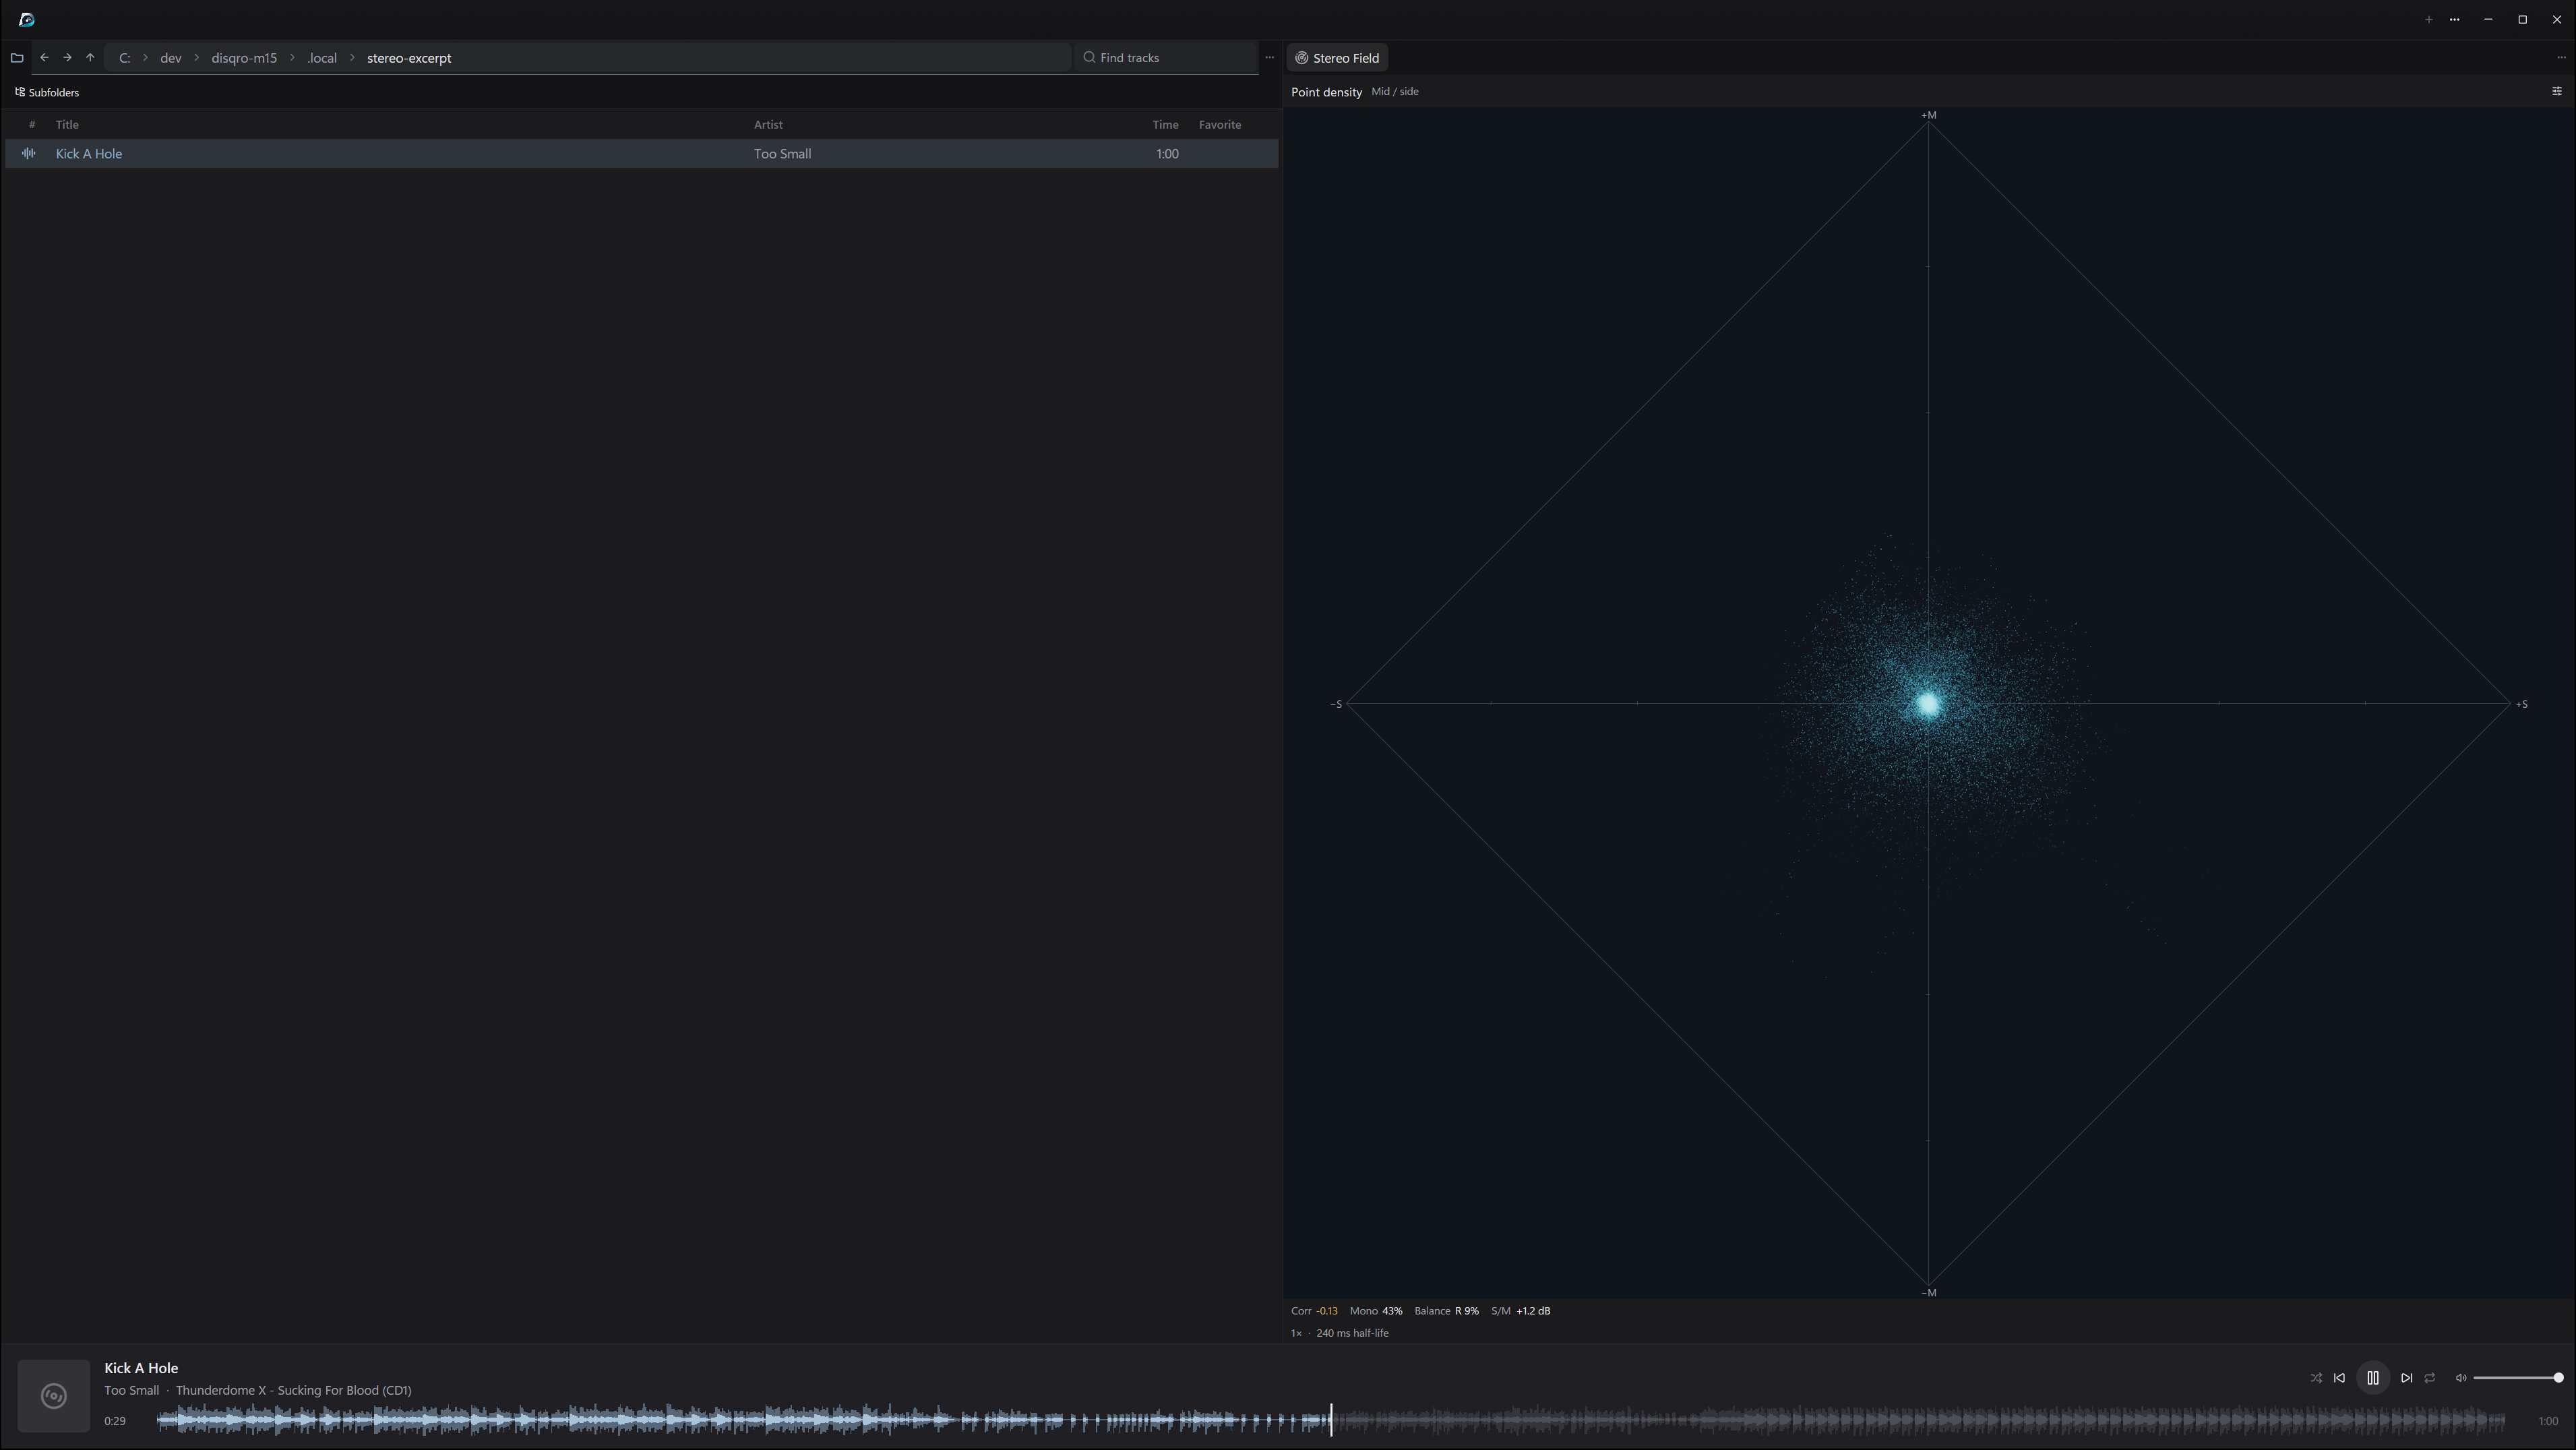 C: > dev > disqro-m15 > .local > stereo-excerpt
Find tracks
Stereo Field
Subfolders
Point density Mid / side
# Title Artist Time Favorite
Kick A Hole Too Small 1:00
+M
−S
+S
−M
Corr -0.13 Mono 43% Balance R 9% S/M +1.2 dB
1× · 240 ms half-life
Kick A Hole
Too Small · Thunderdome X - Sucking For Blood (CD1)
0:29
1:00